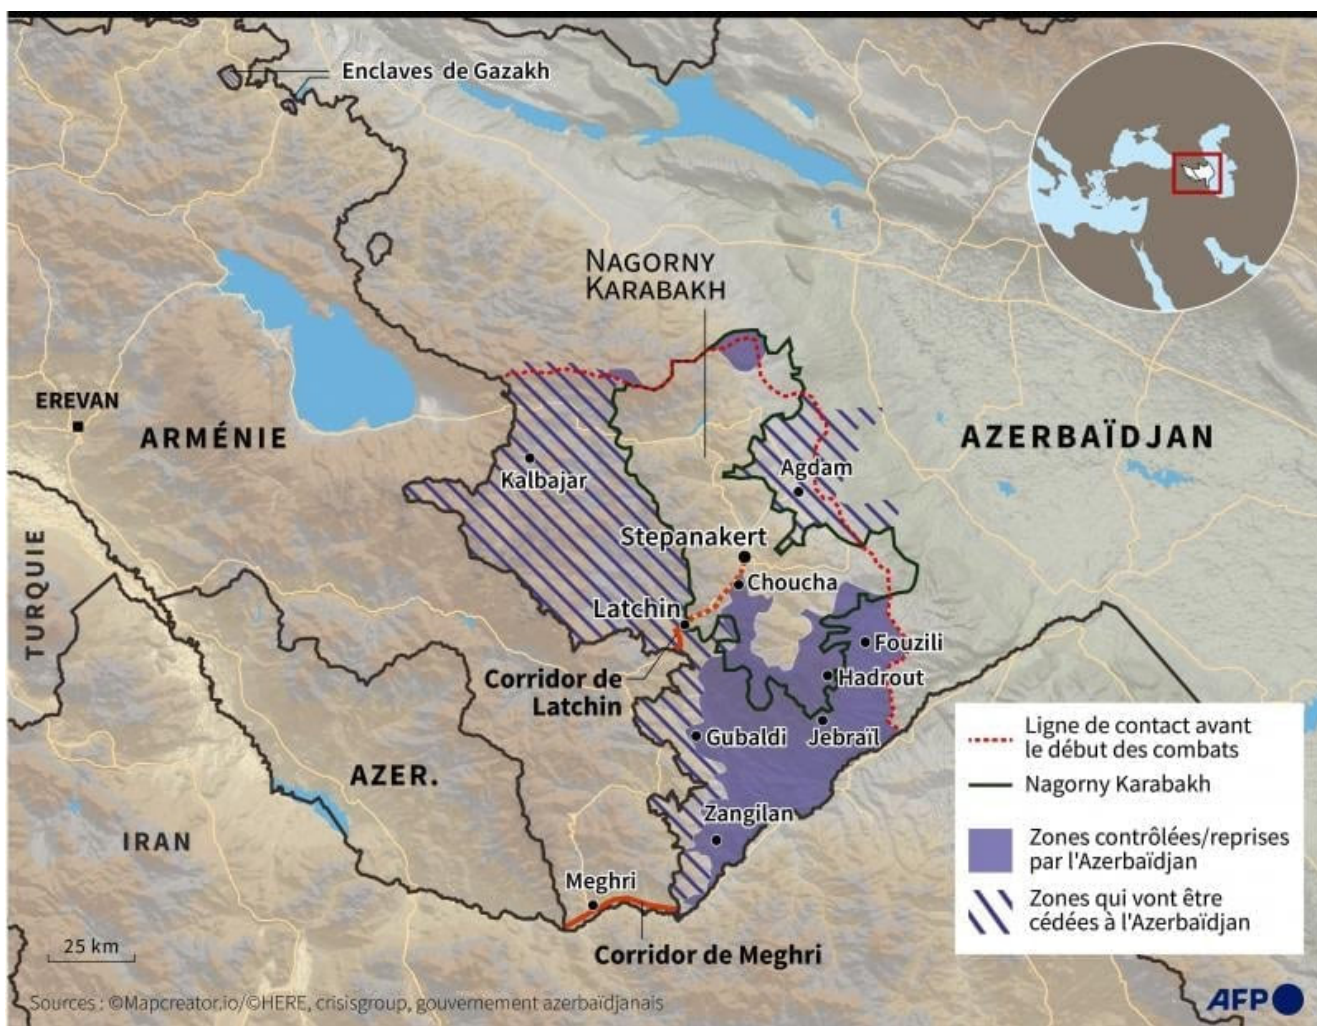 Enclaves de Gazakh
NAGORNY
KARABAKH
EREVAN
ARMÉNIE
AZERBAÏDJAN
Kalbajar
Agdam
TURQUIE
Stepanakert
Choucha
Latchin
Fouzili
Corridor de
Latchin
Hadrout
Gubaldi
Jebraïl
AZER.
Zangilan
IRAN
Meghri
Corridor de Meghri
25 km
Ligne de contact avant
le début des combats
Nagorny Karabakh
Zones contrôlées/reprises
par l'Azerbaïdjan
Zones qui vont être
cédées à l'Azerbaïdjan
Sources : ©Mapcreator.io/©HERE, crisisgroup, gouvernement azerbaïdjanais
AFP